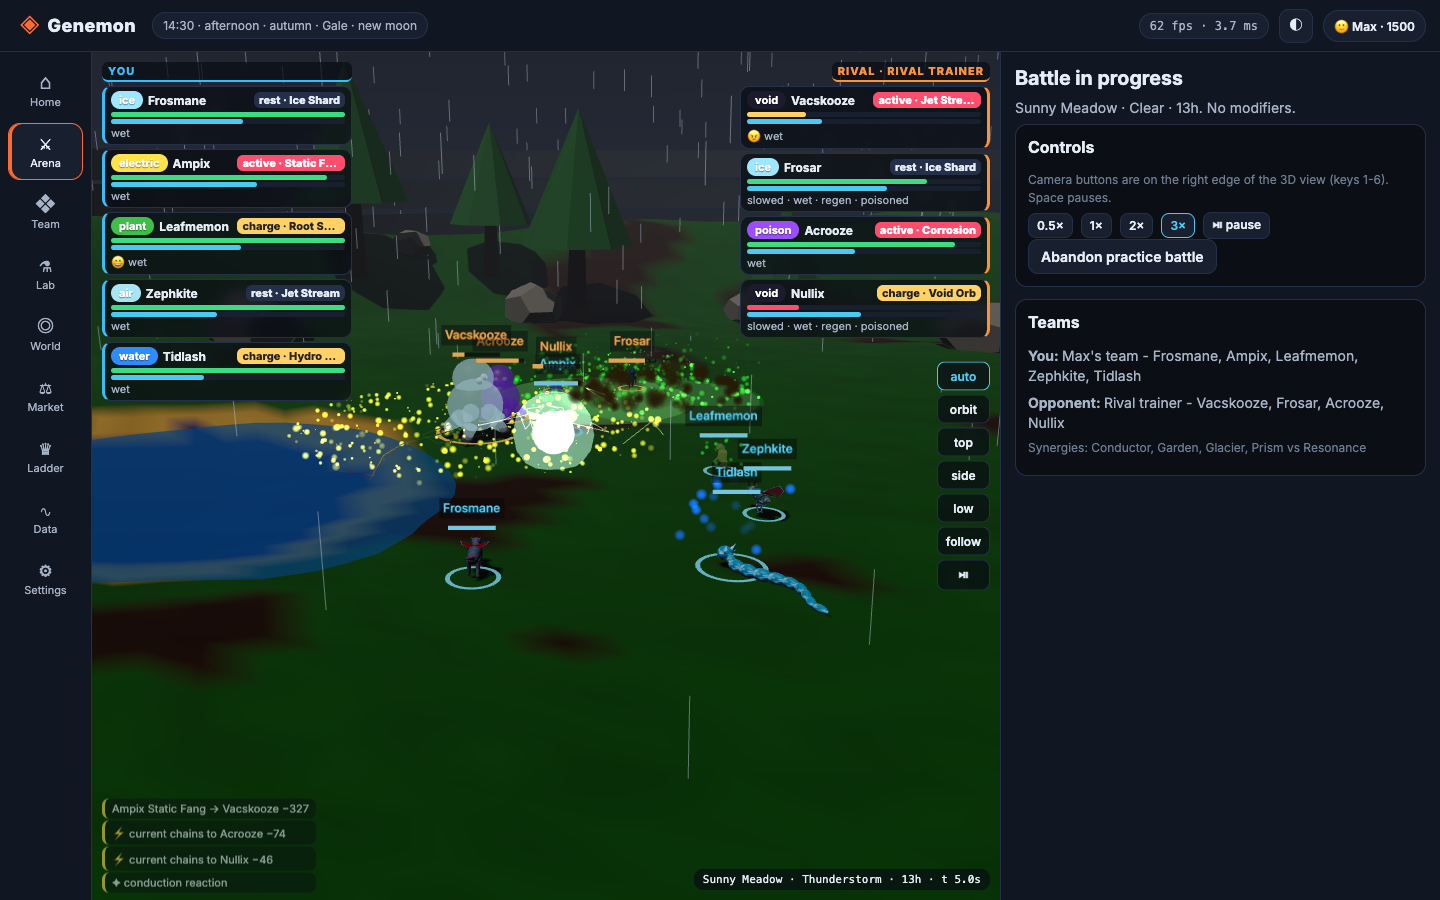 Genemon
14:30 · afternoon · autumn · Gale · new moon
62 fps · 3.7 ms
Max · 1500
Home
Arena
Team
Lab
World
Market
Ladder
Data
Settings
YOU
ice Frosmane rest · Ice Shard
wet
electric Ampix active · Static F...
wet
plant Leafmemon charge · Root S...
wet
air Zephkite rest · Jet Stream
wet
water Tidlash charge · Hydro ...
wet
RIVAL · RIVAL TRAINER
void Vacskooze active · Jet Stre...
wet
ice Frosar rest · Ice Shard
slowed · wet · regen · poisoned
poison Acrooze active · Corrosion
wet
void Nullix charge · Void Orb
slowed · wet · regen · poisoned
Vacskooze
Acrooze
Nullix
Ampix
Frosar
Leafmemon
Zephkite
Tidlash
Frosmane
auto
orbit
top
side
low
follow
Ampix Static Fang → Vacskooze −327
⚡ current chains to Acrooze −74
⚡ current chains to Nullix −46
✦ conduction reaction
Sunny Meadow · Thunderstorm · 13h · t 5.0s
Battle in progress
Sunny Meadow · Clear · 13h. No modifiers.
Controls
Camera buttons are on the right edge of the 3D view (keys 1-6).
Space pauses.
0.5× 1× 2× 3× ⏯ pause
Abandon practice battle
Teams
You: Max's team - Frosmane, Ampix, Leafmemon,
Zephkite, Tidlash
Opponent: Rival trainer - Vacskooze, Frosar, Acrooze,
Nullix
Synergies: Conductor, Garden, Glacier, Prism vs Resonance